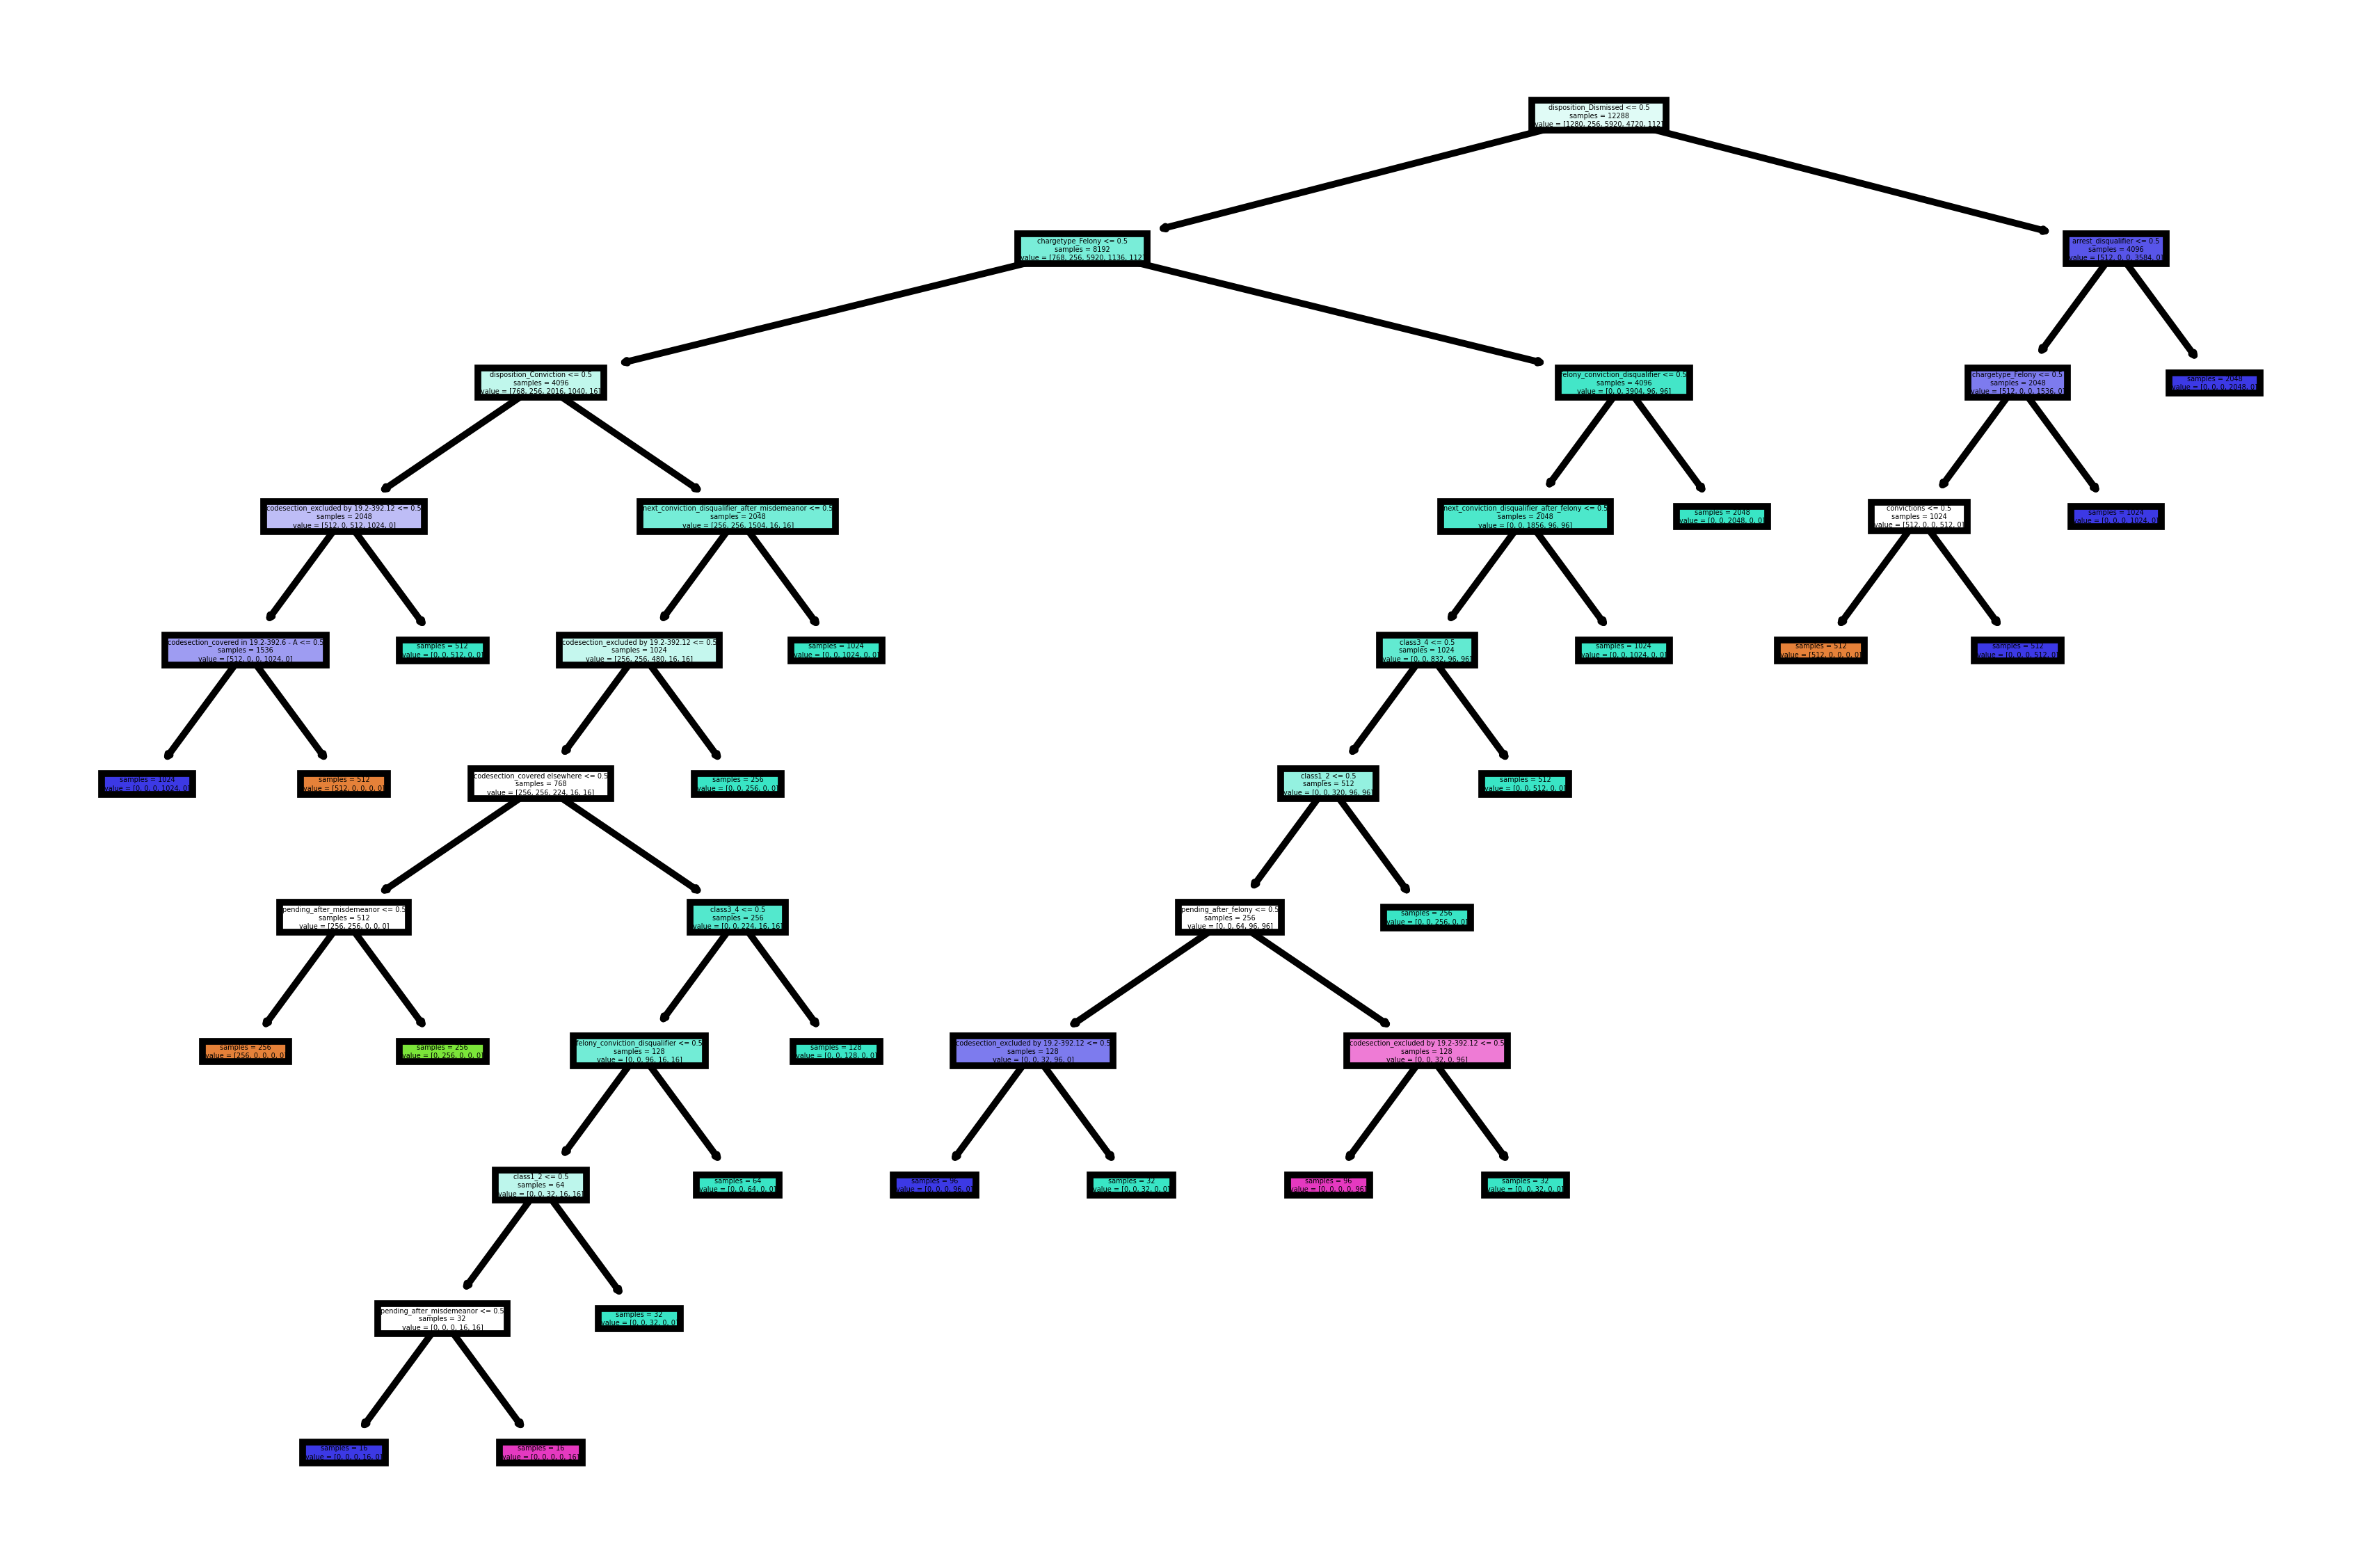 disposition_Dismissed <= 0.5
samples = 12288
value = [1280, 256, 5920, 4720, 112]
chargetype_Felony <= 0.5
samples = 8192
value = [768, 256, 5920, 1136, 112]
arrest_disqualifier <= 0.5
samples = 4096
value = [512, 0, 0, 3584, 0]
disposition_Conviction <= 0.5
samples = 4096
value = [768, 256, 2016, 1040, 16]
felony_conviction_disqualifier <= 0.5
samples = 4096
value = [0, 0, 3904, 96, 96]
chargetype_Felony <= 0.5
samples = 2048
value = [512, 0, 0, 1536, 0]
samples = 2048
value = [0, 0, 0, 2048, 0]
codesection_excluded by 19.2-392.12 <= 0.5
samples = 2048
value = [512, 0, 512, 1024, 0]
next_conviction_disqualifier_after_misdemeanor <= 0.5
samples = 2048
value = [256, 256, 1504, 16, 16]
next_conviction_disqualifier_after_felony <= 0.5
samples = 2048
value = [0, 0, 1856, 96, 96]
samples = 2048
value = [0, 0, 2048, 0, 0]
convictions <= 0.5
samples = 1024
value = [512, 0, 0, 512, 0]
samples = 1024
value = [0, 0, 0, 1024, 0]
codesection_covered in 19.2-392.6 - A <= 0.5
samples = 1536
value = [512, 0, 0, 1024, 0]
samples = 512
value = [0, 0, 512, 0, 0]
codesection_excluded by 19.2-392.12 <= 0.5
samples = 1024
value = [256, 256, 480, 16, 16]
samples = 1024
value = [0, 0, 1024, 0, 0]
class3_4 <= 0.5
samples = 1024
value = [0, 0, 832, 96, 96]
samples = 1024
value = [0, 0, 1024, 0, 0]
samples = 512
value = [512, 0, 0, 0, 0]
samples = 512
value = [0, 0, 0, 512, 0]
samples = 1024
value = [0, 0, 0, 1024, 0]
samples = 512
value = [512, 0, 0, 0, 0]
codesection_covered elsewhere <= 0.5
samples = 768
value = [256, 256, 224, 16, 16]
samples = 256
value = [0, 0, 256, 0, 0]
class1_2 <= 0.5
samples = 512
value = [0, 0, 320, 96, 96]
samples = 512
value = [0, 0, 512, 0, 0]
pending_after_misdemeanor <= 0.5
samples = 512
value = [256, 256, 0, 0, 0]
class3_4 <= 0.5
samples = 256
value = [0, 0, 224, 16, 16]
pending_after_felony <= 0.5
samples = 256
value = [0, 0, 64, 96, 96]
samples = 256
value = [0, 0, 256, 0, 0]
samples = 256
value = [256, 0, 0, 0, 0]
samples = 256
value = [0, 256, 0, 0, 0]
felony_conviction_disqualifier <= 0.5
samples = 128
value = [0, 0, 96, 16, 16]
samples = 128
value = [0, 0, 128, 0, 0]
codesection_excluded by 19.2-392.12 <= 0.5
samples = 128
value = [0, 0, 32, 96, 0]
codesection_excluded by 19.2-392.12 <= 0.5
samples = 128
value = [0, 0, 32, 0, 96]
class1_2 <= 0.5
samples = 64
value = [0, 0, 32, 16, 16]
samples = 64
value = [0, 0, 64, 0, 0]
samples = 96
value = [0, 0, 0, 96, 0]
samples = 32
value = [0, 0, 32, 0, 0]
samples = 96
value = [0, 0, 0, 0, 96]
samples = 32
value = [0, 0, 32, 0, 0]
pending_after_misdemeanor <= 0.5
samples = 32
value = [0, 0, 0, 16, 16]
samples = 32
value = [0, 0, 32, 0, 0]
samples = 16
value = [0, 0, 0, 16, 0]
samples = 16
value = [0, 0, 0, 0, 16]